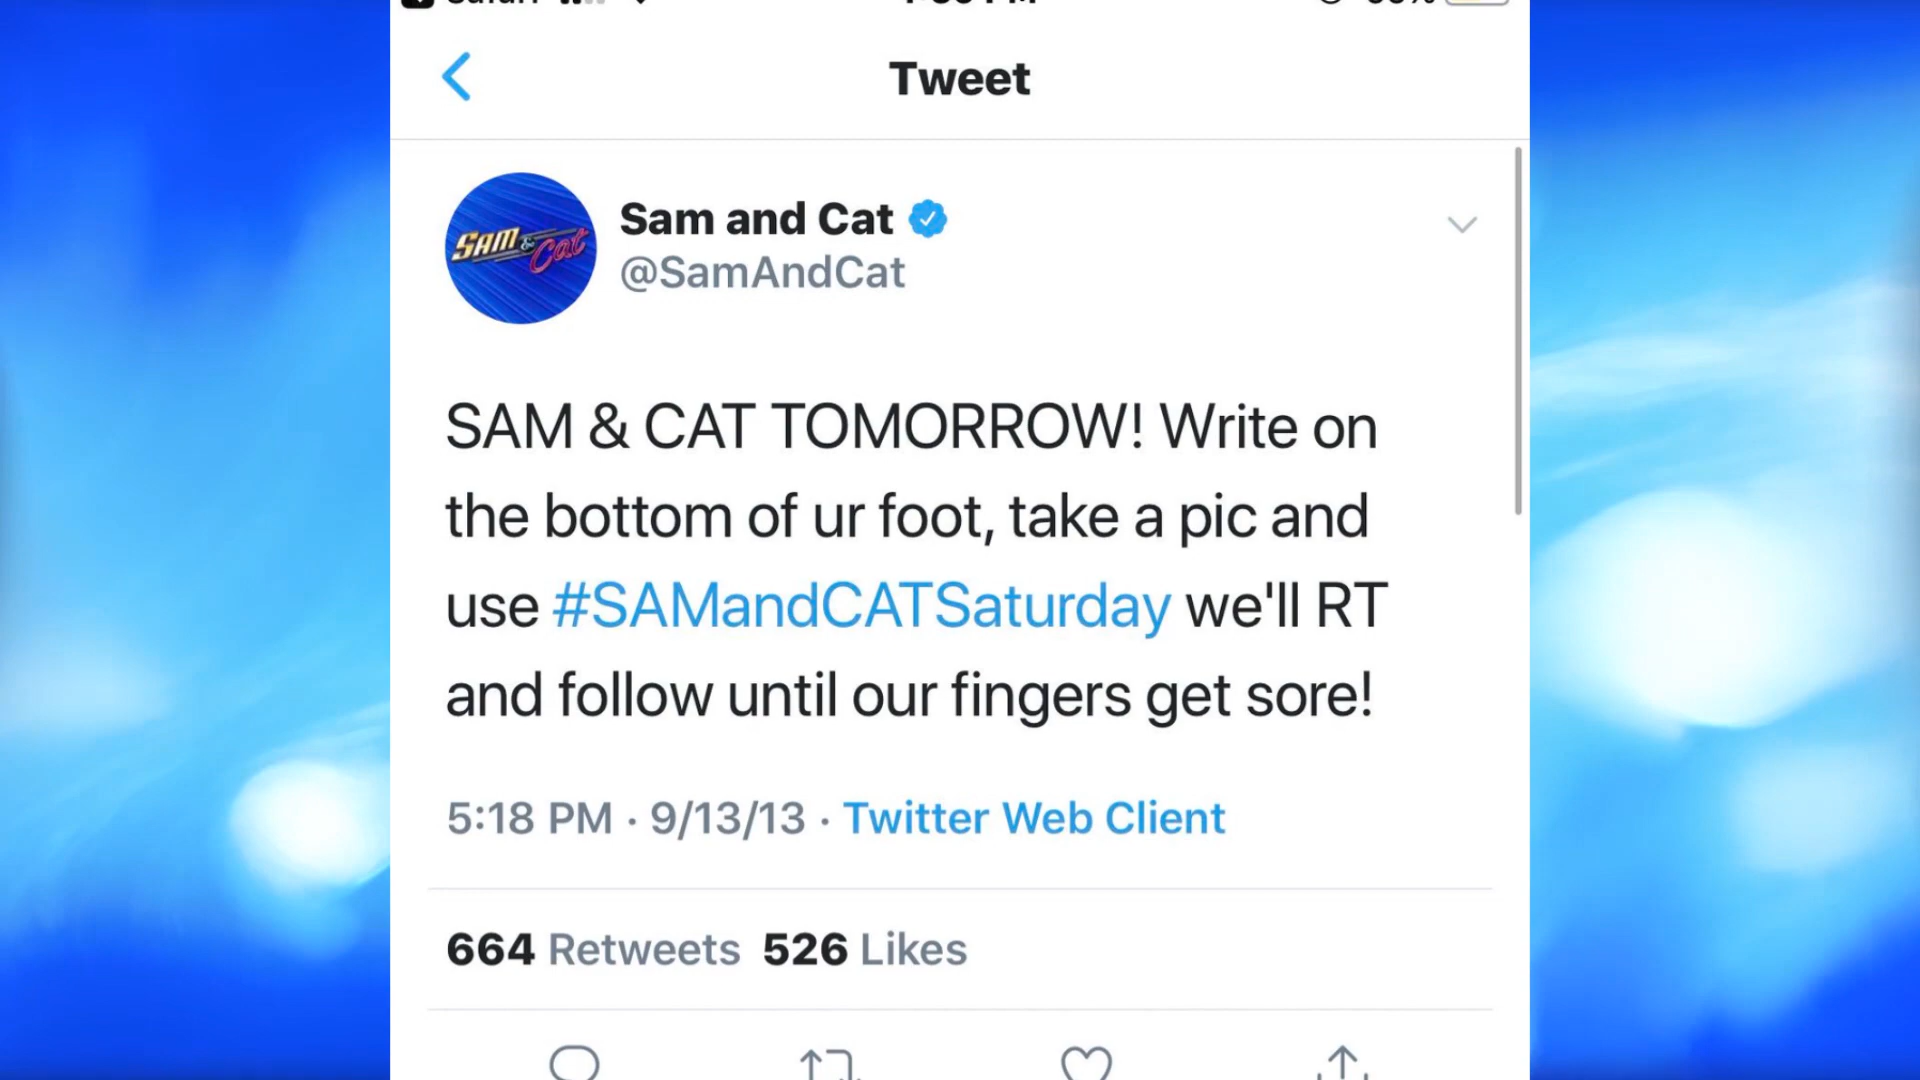 Tweet
SAM & Cat
Sam and Cat
@SamAndCat
SAM & CAT TOMORROW! Write on
the bottom of ur foot, take a pic and
use #SAMandCATSaturday we'll RT
and follow until our fingers get sore!
5:18 PM · 9/13/13 · Twitter Web Client
664 Retweets 526 Likes